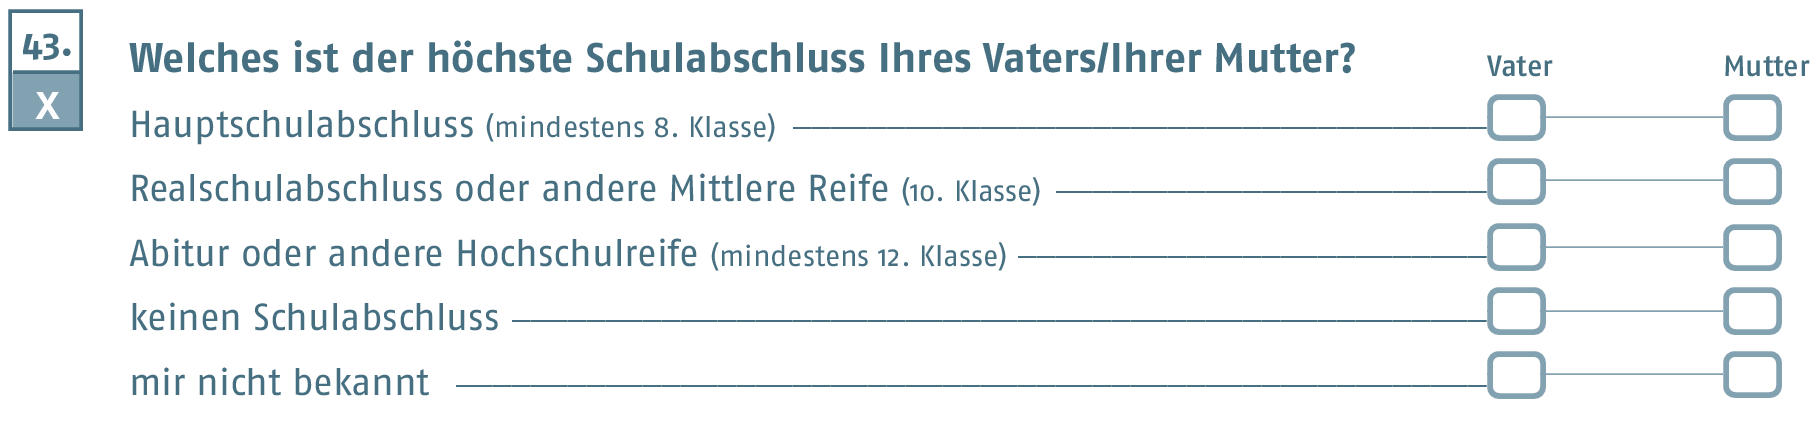 43.
X
Welches ist der höchste Schulabschluss Ihres Vaters/Ihrer Mutter?
Vater Mutter
Hauptschulabschluss (mindestens 8. Klasse)
Realschulabschluss oder andere Mittlere Reife (10. Klasse)
Abitur oder andere Hochschulreife (mindestens 12. Klasse)
keinen Schulabschluss
mir nicht bekannt